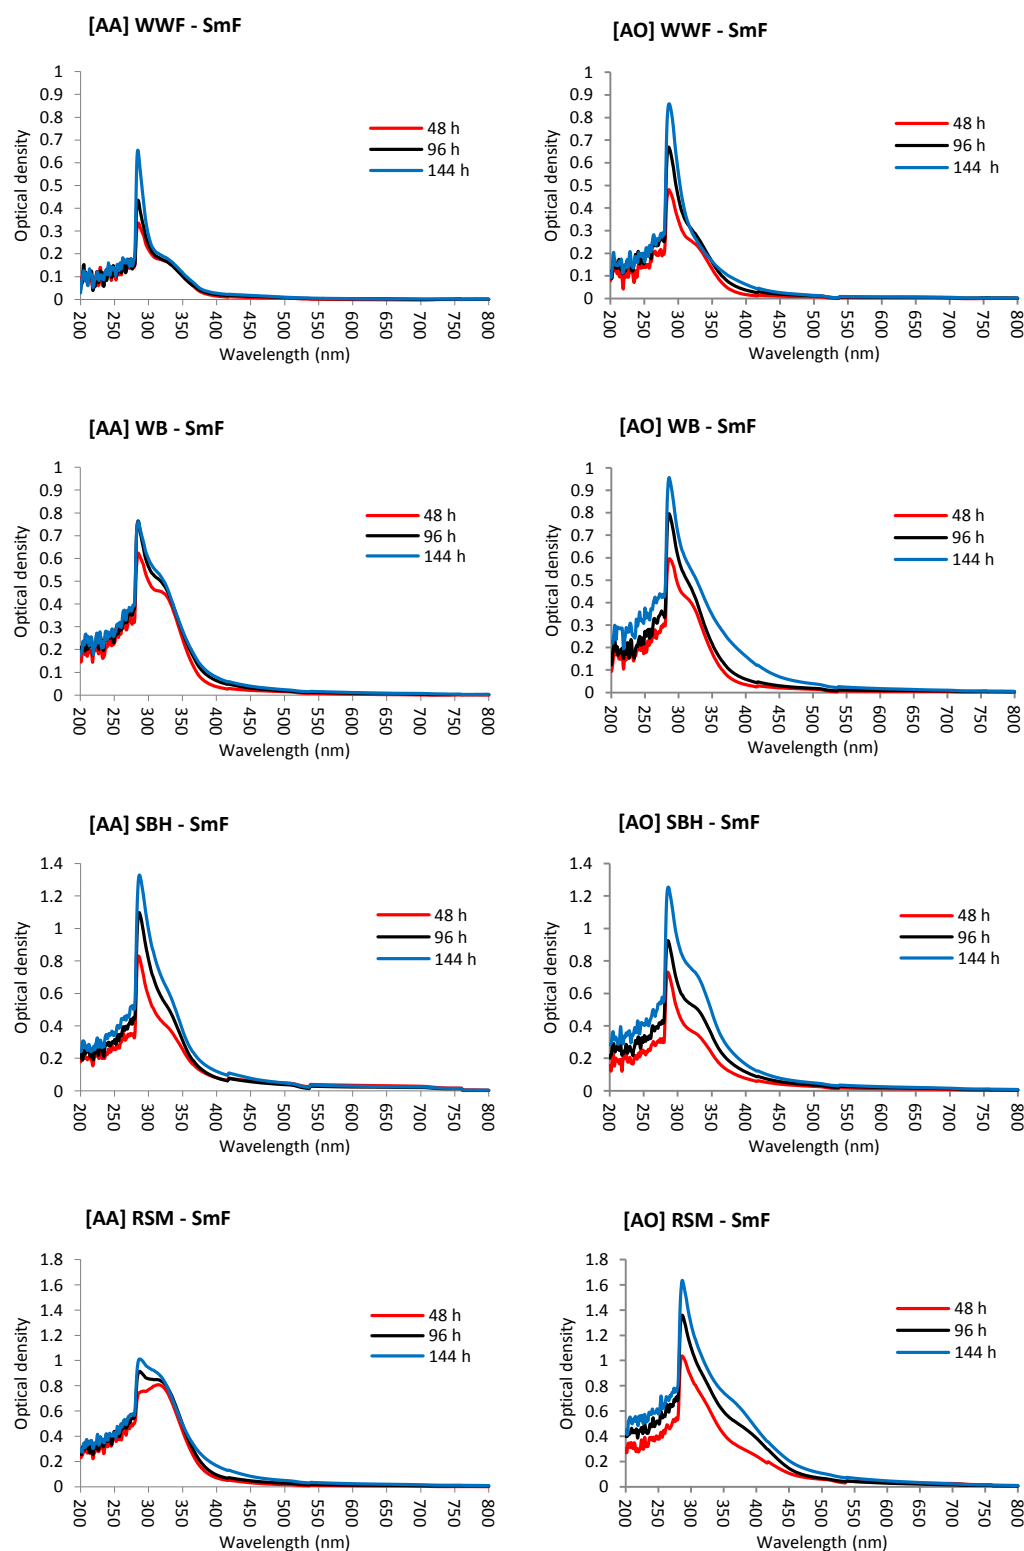 [AA] WWF - SmF
1
0.9
0.8
0.7
0.6
0.5
0.4
0.3
0.2
0.1
0
Optical density
48 h
96 h
144 h
200 250 300 350 400 450 500 550 600 650 700 750 800
Wavelength (nm)
[AO] WWF - SmF
1
0.9
0.8
0.7
0.6
0.5
0.4
0.3
0.2
0.1
0
Optical density
48 h
96 h
144 h
200 250 300 350 400 450 500 550 600 650 700 750 800
Wavelength (nm)
[AA] WB - SmF
1
0.9
0.8
0.7
0.6
0.5
0.4
0.3
0.2
0.1
0
Optical density
48 h
96 h
144 h
200 250 300 350 400 450 500 550 600 650 700 750 800
Wavelength (nm)
[AO] WB - SmF
1
0.9
0.8
0.7
0.6
0.5
0.4
0.3
0.2
0.1
0
Optical density
48 h
96 h
144 h
200 250 300 350 400 450 500 550 600 650 700 750 800
Wavelength (nm)
[AA] SBH - SmF
1.4
1.2
1
0.8
0.6
0.4
0.2
0
Optical density
48 h
96 h
144 h
200 250 300 350 400 450 500 550 600 650 700 750 800
Wavelength (nm)
[AO] SBH - SmF
1.4
1.2
1
0.8
0.6
0.4
0.2
0
Optical density
48 h
96 h
144 h
200 250 300 350 400 450 500 550 600 650 700 750 800
Wavelength (nm)
[AA] RSM - SmF
1.8
1.6
1.4
1.2
1
0.8
0.6
0.4
0.2
0
Optical density
48 h
96 h
144 h
200 250 300 350 400 450 500 550 600 650 700 750 800
Wavelength (nm)
[AO] RSM - SmF
1.8
1.6
1.4
1.2
1
0.8
0.6
0.4
0.2
0
Optical density
48 h
96 h
144 h
200 250 300 350 400 450 500 550 600 650 700 750 800
Wavelength (nm)